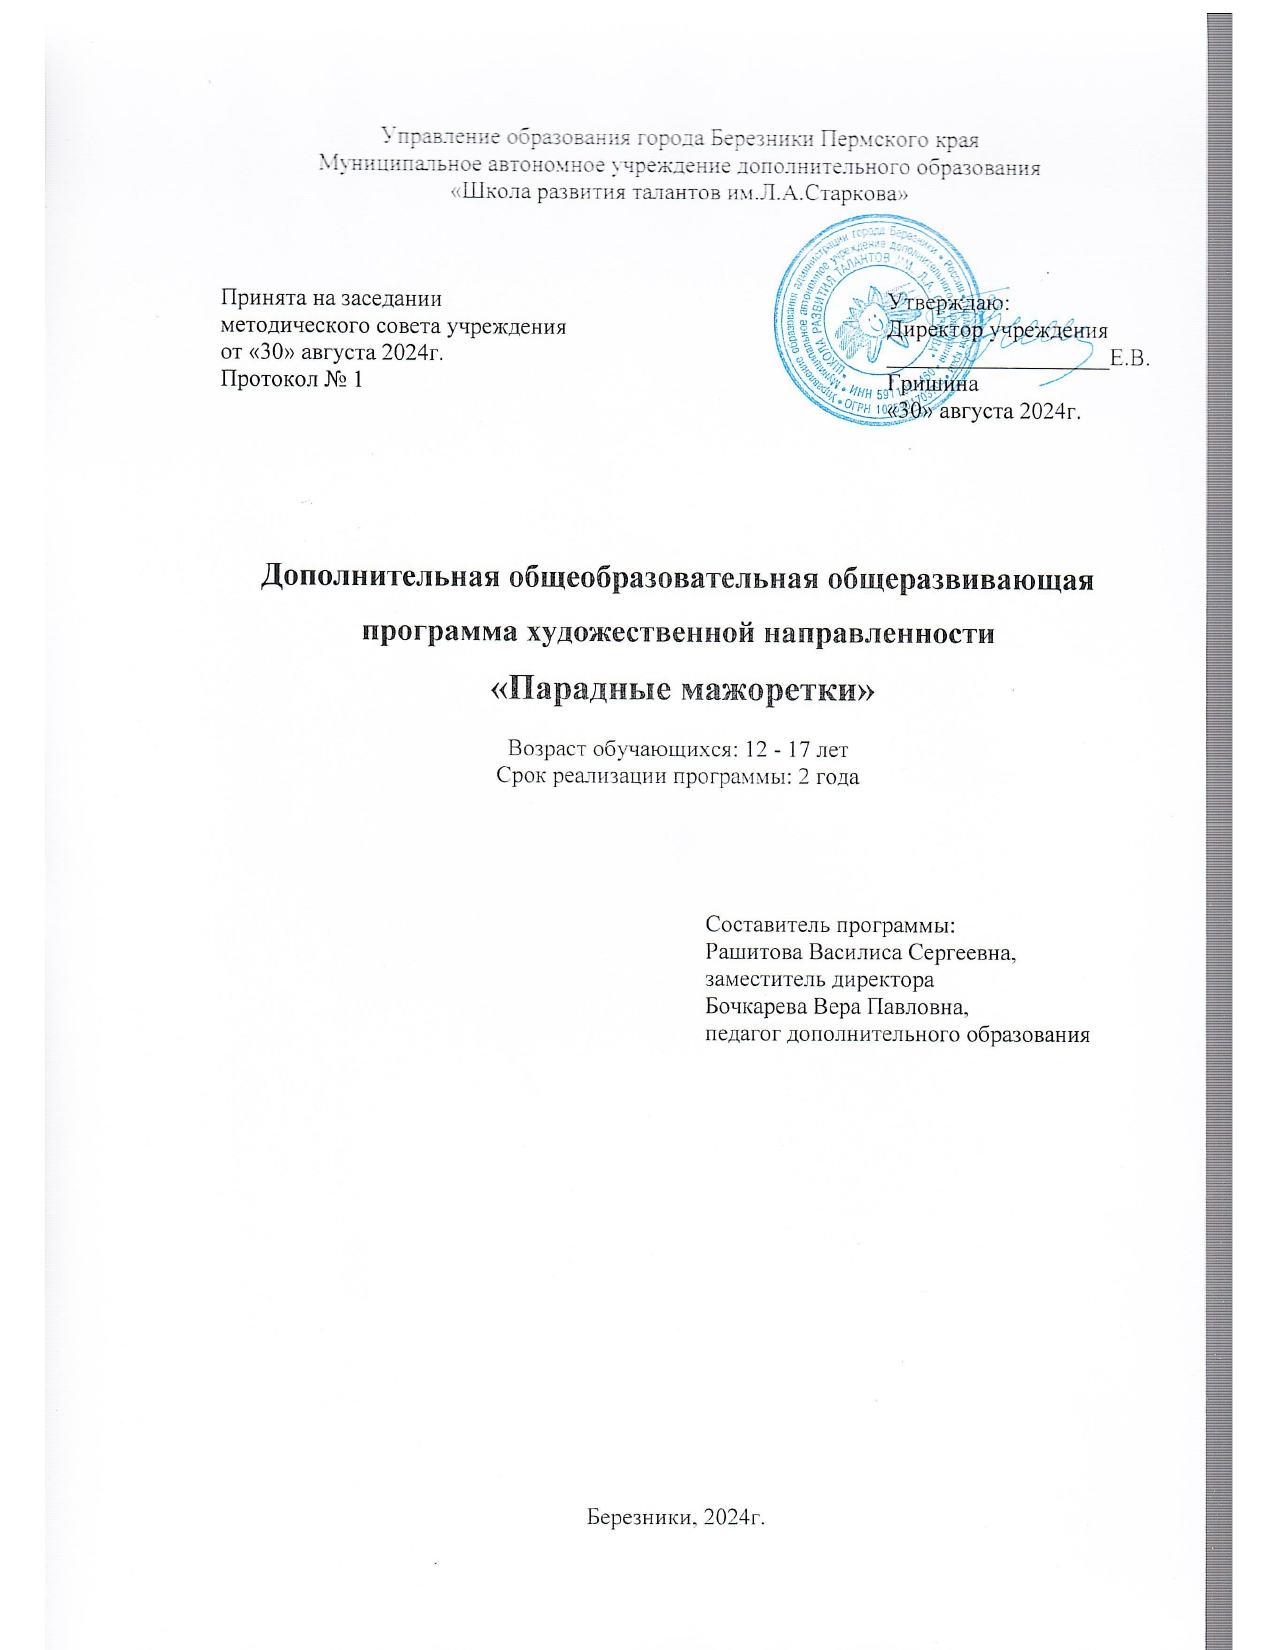 Управление образования города Березники Пермского края
Муниципальное автономное учреждение дополнительного образования
«Школа развития талантов им.Л.А.Старкова»
Принята на заседании
методического совета учреждения
от «30» августа 2024г.
Протокол № 1
Утверждаю:
Директор учреждения
___________________Е.В.
Гришина
«30» августа 2024г.
Дополнительная общеобразовательная общеразвивающая
программа художественной направленности
«Парадные мажоретки»
Возраст обучающихся: 12 - 17 лет
Срок реализации программы: 2 года
Составитель программы:
Рашитова Василиса Сергеевна,
заместитель директора
Бочкарева Вера Павловна,
педагог дополнительного образования
Березники, 2024г.